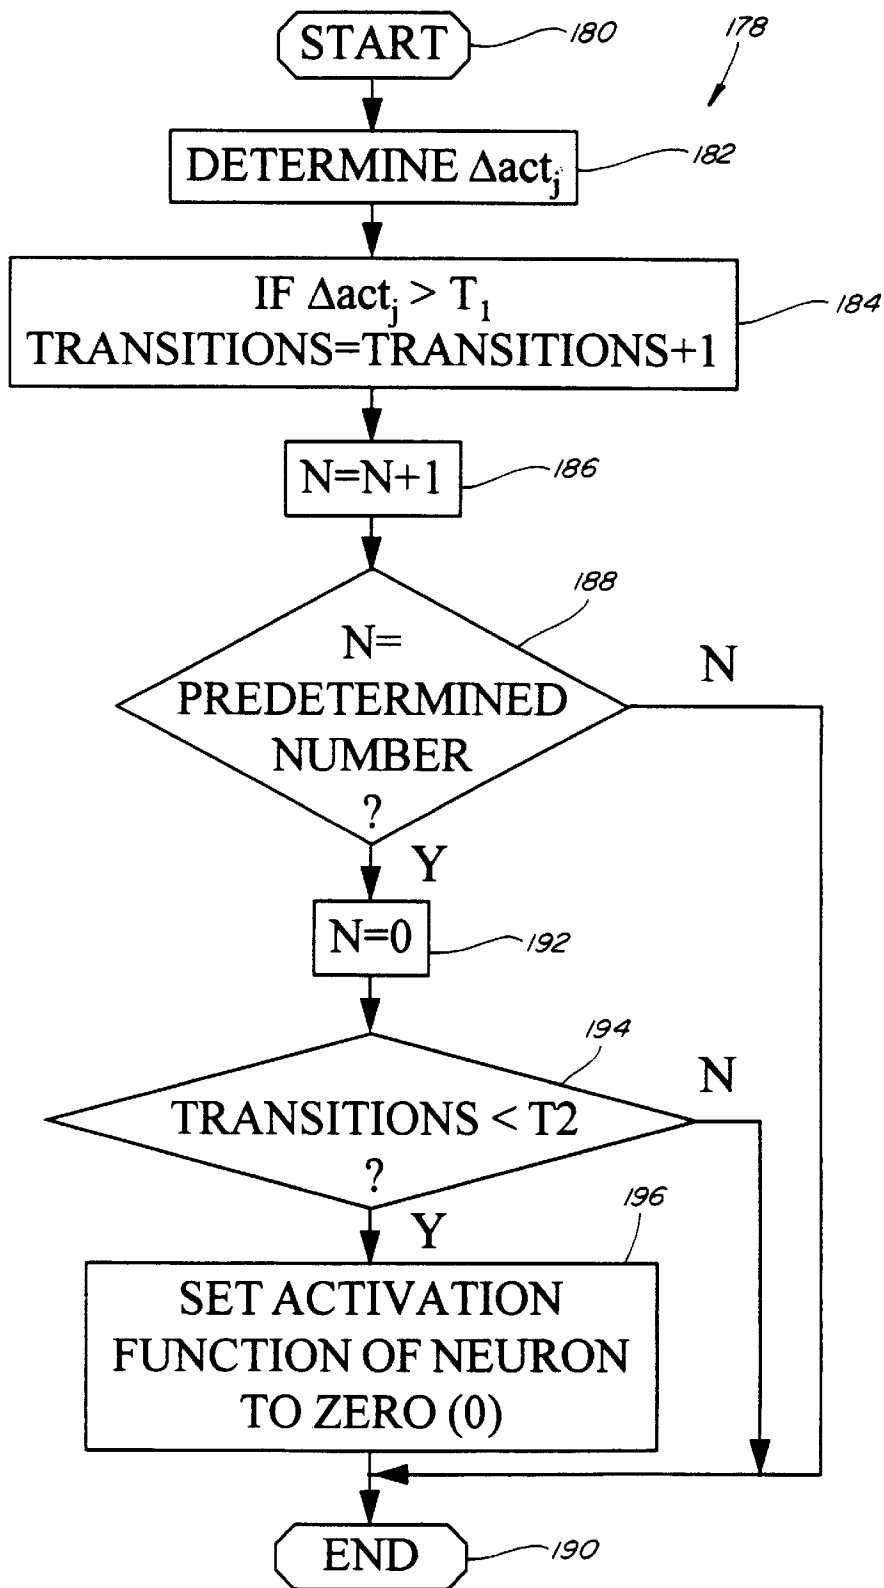 START
180
178
DETERMINE Δact_j
182
IF Δact_j > T_1
TRANSITIONS=TRANSITIONS+1
184
N=N+1
186
188
N=
PREDETERMINED
NUMBER
?
N
Y
N=0
192
194
TRANSITIONS < T2
?
N
Y
196
SET ACTIVATION
FUNCTION OF NEURON
TO ZERO (0)
END
190